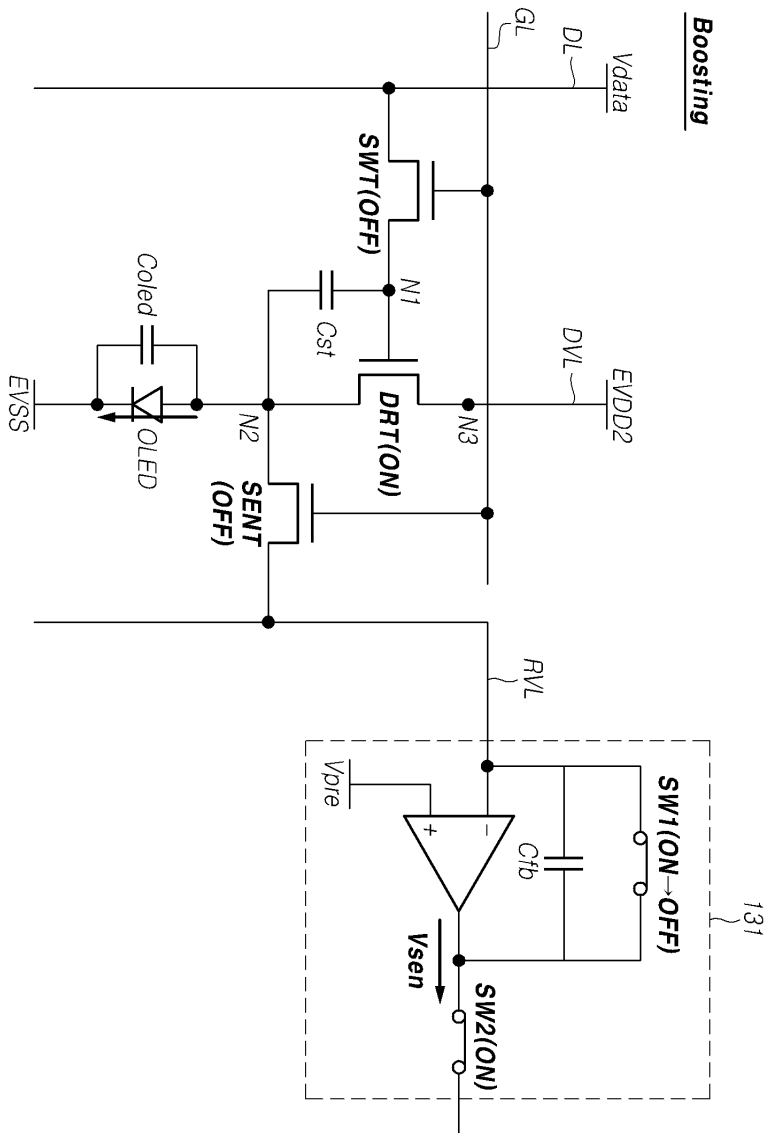 Boosting
Vdata
EVDD2
DL
DVL
GL
SWT(OFF)
N1
N3
DRT(ON)
Cst
Coled
N2
OLED
EVSS
SENT
(OFF)
RVL
131
SW1(ON→OFF)
Cfb
Vpre
−
+
Vsen
SW2(ON)